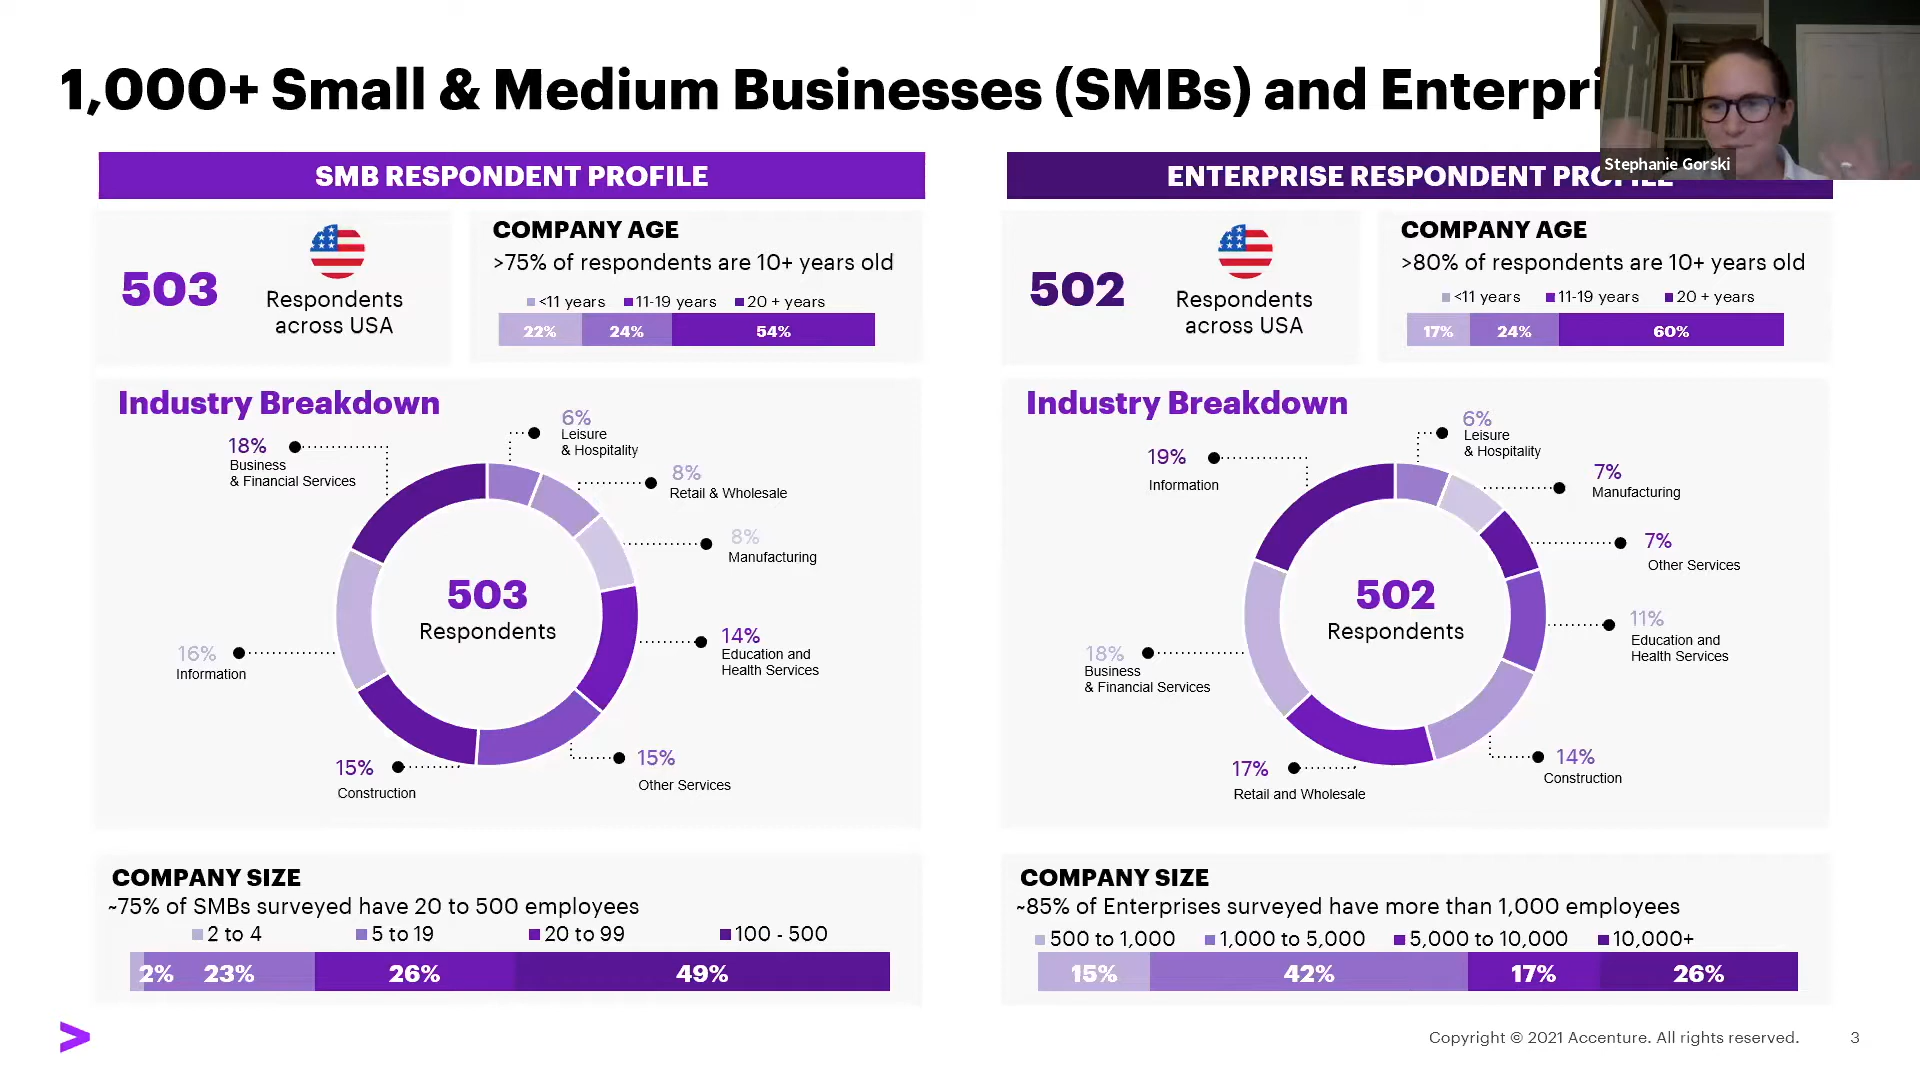 1,000+ Small & Medium Businesses (SMBs) and Enterpri
Stephanie Gorski
SMB RESPONDENT PROFILE
503
Respondents
across USA
COMPANY AGE
>75% of respondents are 10+ years old
<11 years 11-19 years 20 + years
22% 24% 54%
Industry Breakdown
6%
Leisure
& Hospitality
18%
Business
& Financial Services
8%
Retail & Wholesale
8%
Manufacturing
503
Respondents
14%
Education and
Health Services
16%
Information
15%
Other Services
15%
Construction
COMPANY SIZE
~75% of SMBs surveyed have 20 to 500 employees
2 to 4 5 to 19 20 to 99 100 - 500
2% 23% 26% 49%
ENTERPRISE RESPONDENT PROFILE
502
Respondents
across USA
COMPANY AGE
>80% of respondents are 10+ years old
<11 years 11-19 years 20 + years
17% 24% 60%
Industry Breakdown
6%
Leisure
& Hospitality
19%
Information
7%
Manufacturing
7%
Other Services
502
Respondents
11%
Education and
Health Services
18%
Business
& Financial Services
14%
Construction
17%
Retail and Wholesale
COMPANY SIZE
~85% of Enterprises surveyed have more than 1,000 employees
500 to 1,000 1,000 to 5,000 5,000 to 10,000 10,000+
15% 42% 17% 26%
Copyright © 2021 Accenture. All rights reserved. 3